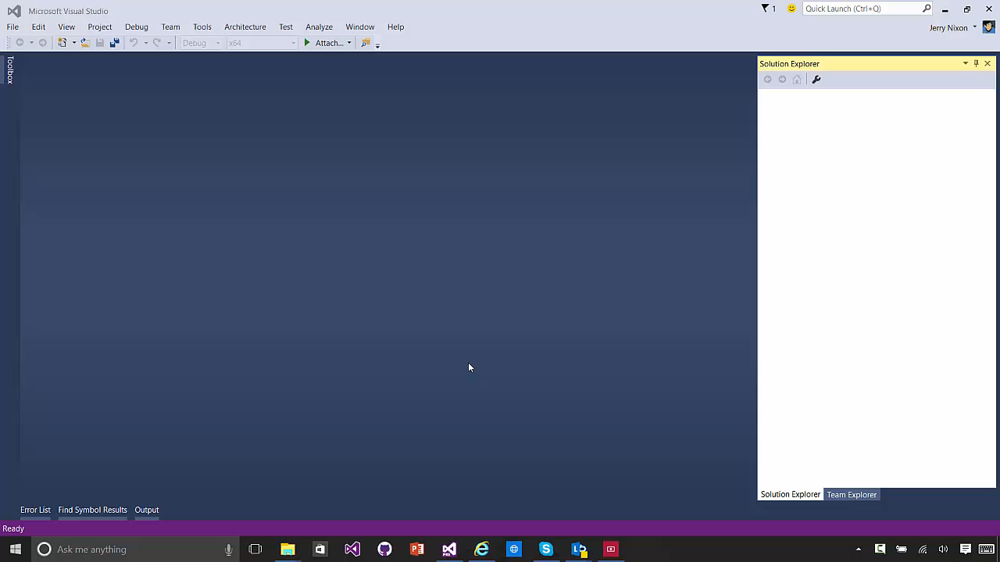 Microsoft Visual Studio
1
Quick Launch (Ctrl+Q)
File Edit View Project Debug Team Tools Architecture Test Analyze Window Help
Jerry Nixon
Debug x64 Attach...
Toolbox
Solution Explorer
Solution Explorer Team Explorer
Error List Find Symbol Results Output
Ready
Ask me anything